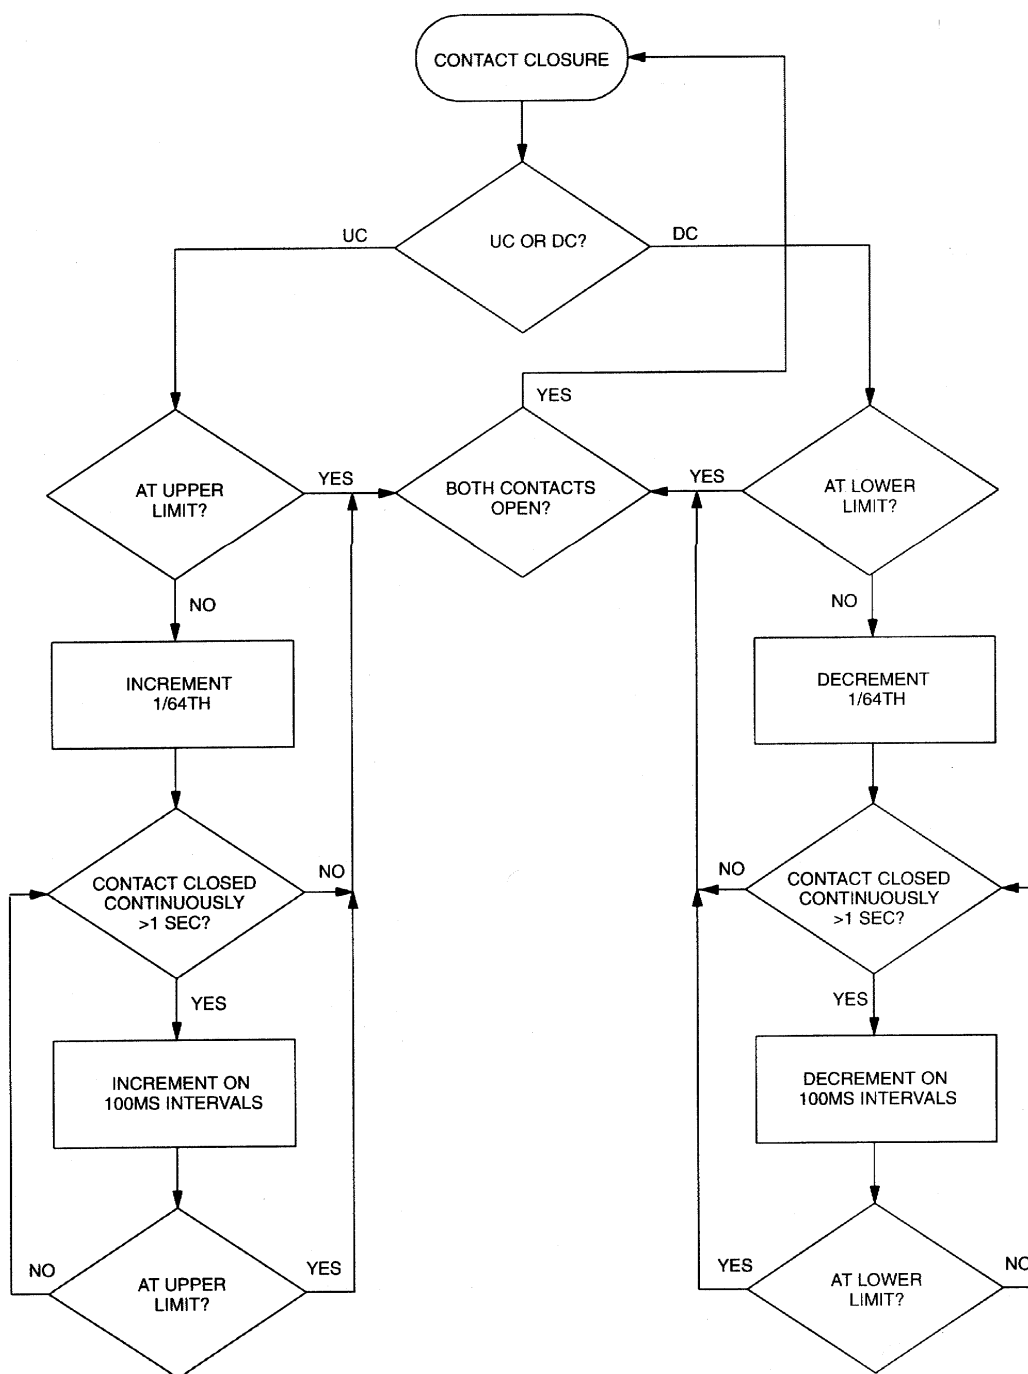 CONTACT CLOSURE
UC OR DC?
UC
DC
YES
AT UPPER
LIMIT?
YES
BOTH CONTACTS
OPEN?
YES
AT LOWER
LIMIT?
NO
NO
INCREMENT
1/64TH
DECREMENT
1/64TH
CONTACT CLOSED
CONTINUOUSLY
>1 SEC?
NO
NO
CONTACT CLOSED
CONTINUOUSLY
>1 SEC?
YES
YES
INCREMENT ON
100MS INTERVALS
DECREMENT ON
100MS INTERVALS
NO
AT UPPER
LIMIT?
YES
YES
AT LOWER
LIMIT?
NO